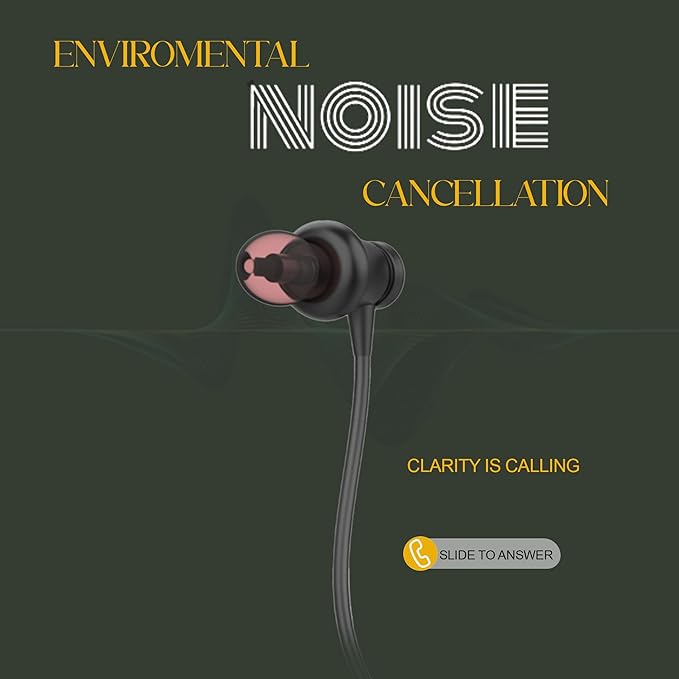 ENVIROMENTAL
NOISE
CANCELLATION
CLARITY IS CALLING
SLIDE TO ANSWER